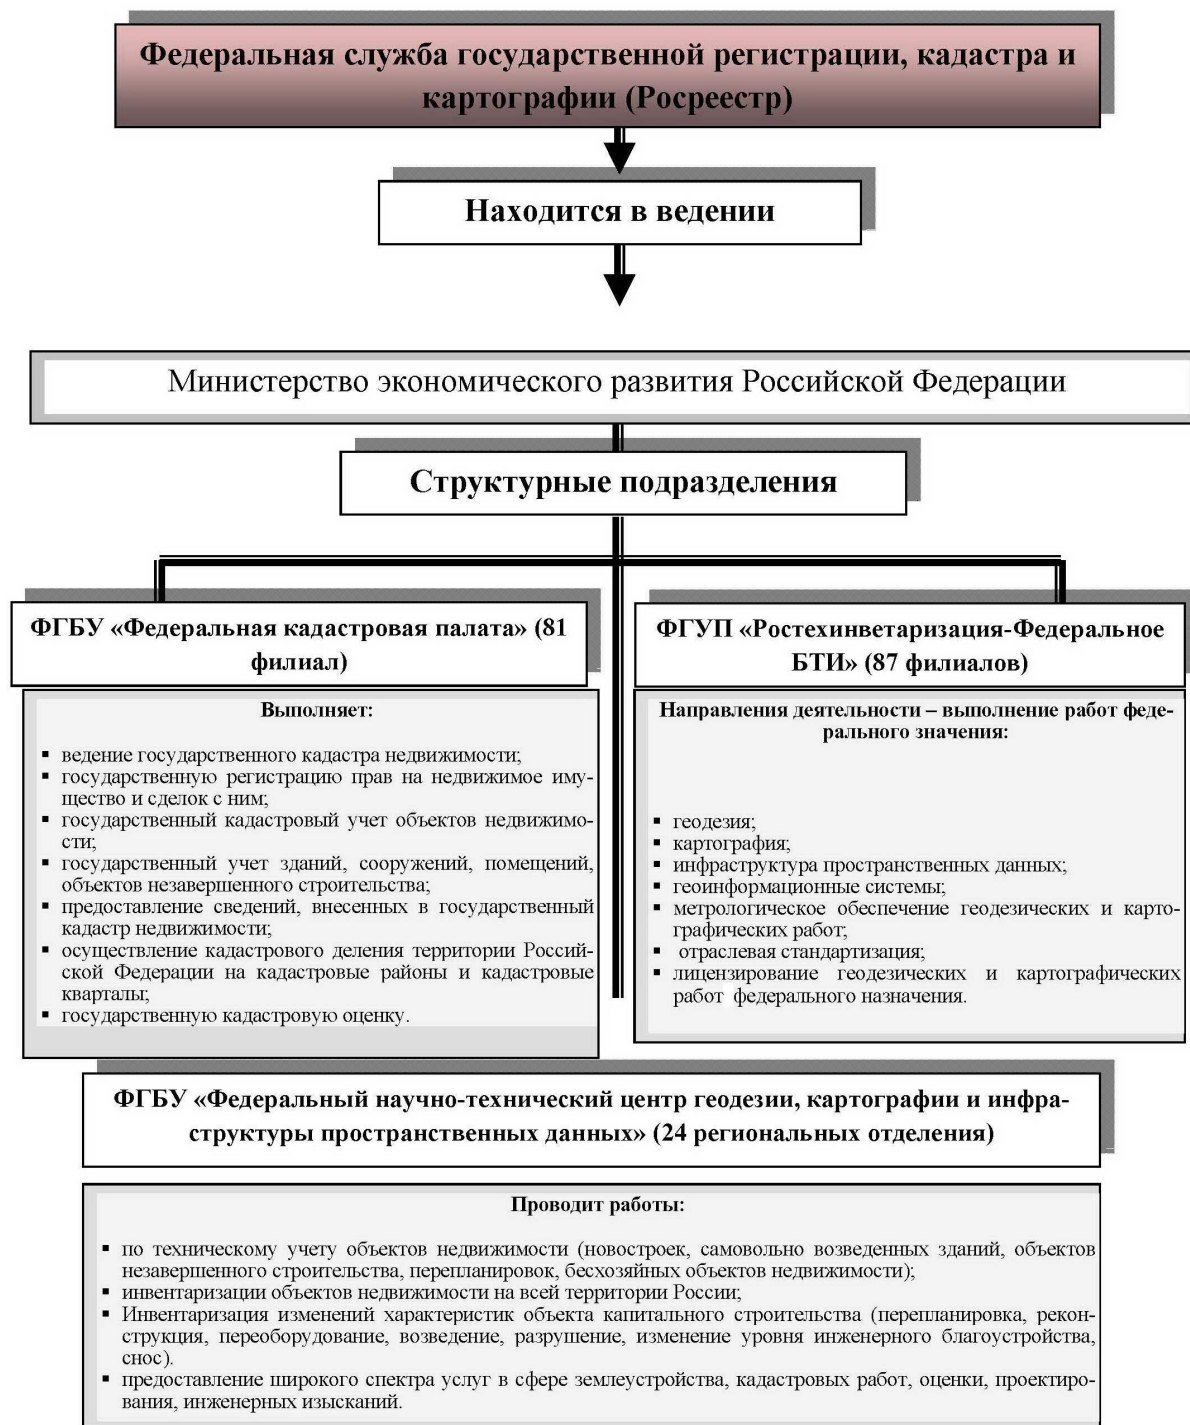 Федеральная служба государственной регистрации, кадастра и
картографии (Росреестр)
Находится в ведении
Министерство экономического развития Российской Федерации
Структурные подразделения
ФГБУ «Федеральная кадастровая палата» (81
филиал)
Выполняет:
▪ ведение государственного кадастра недвижимости;
▪ государственную регистрацию прав на недвижимое иму-
щество и сделок с ним;
▪ государственный кадастровый учет объектов недвижимо-
сти;
▪ государственный учет зданий, сооружений, помещений,
объектов незавершенного строительства;
▪ предоставление сведений, внесенных в государственный
кадастр недвижимости;
▪ осуществление кадастрового деления территории Россий-
ской Федерации на кадастровые районы и кадастровые
кварталы;
▪ государственную кадастровую оценку.
ФГУП «Ростехинветаризация-Федеральное
БТИ» (87 филиалов)
Направления деятельности – выполнение работ феде-
рального значения:
▪ геодезия;
▪ картография;
▪ инфраструктура пространственных данных;
▪ геоинформационные системы;
▪ метрологическое обеспечение геодезических и карто-
графических работ;
▪ отраслевая стандартизация;
▪ лицензирование геодезических и картографических
работ федерального назначения.
ФГБУ «Федеральный научно-технический центр геодезии, картографии и инфра-
структуры пространственных данных» (24 региональных отделения)
Проводит работы:
▪ по техническому учету объектов недвижимости (новостроек, самовольно возведенных зданий, объектов
незавершенного строительства, перепланировок, бесхозяйных объектов недвижимости);
▪ инвентаризации объектов недвижимости на всей территории России;
▪ Инвентаризация изменений характеристик объекта капитального строительства (перепланировка, рекон-
струкция, переоборудование, возведение, разрушение, изменение уровня инженерного благоустройства,
снос).
▪ предоставление широкого спектра услуг в сфере землеустройства, кадастровых работ, оценки, проектиро-
вания, инженерных изысканий.